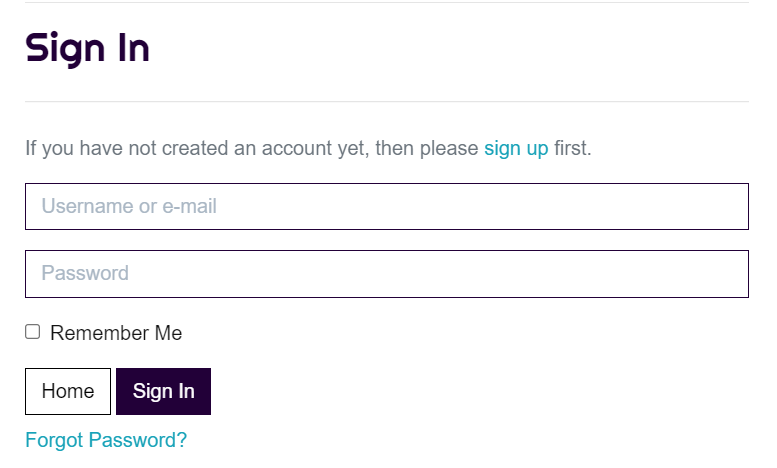 Sign In
If you have not created an account yet, then please sign up first.
Username or e-mail
Password
Remember Me
Home Sign In
Forgot Password?